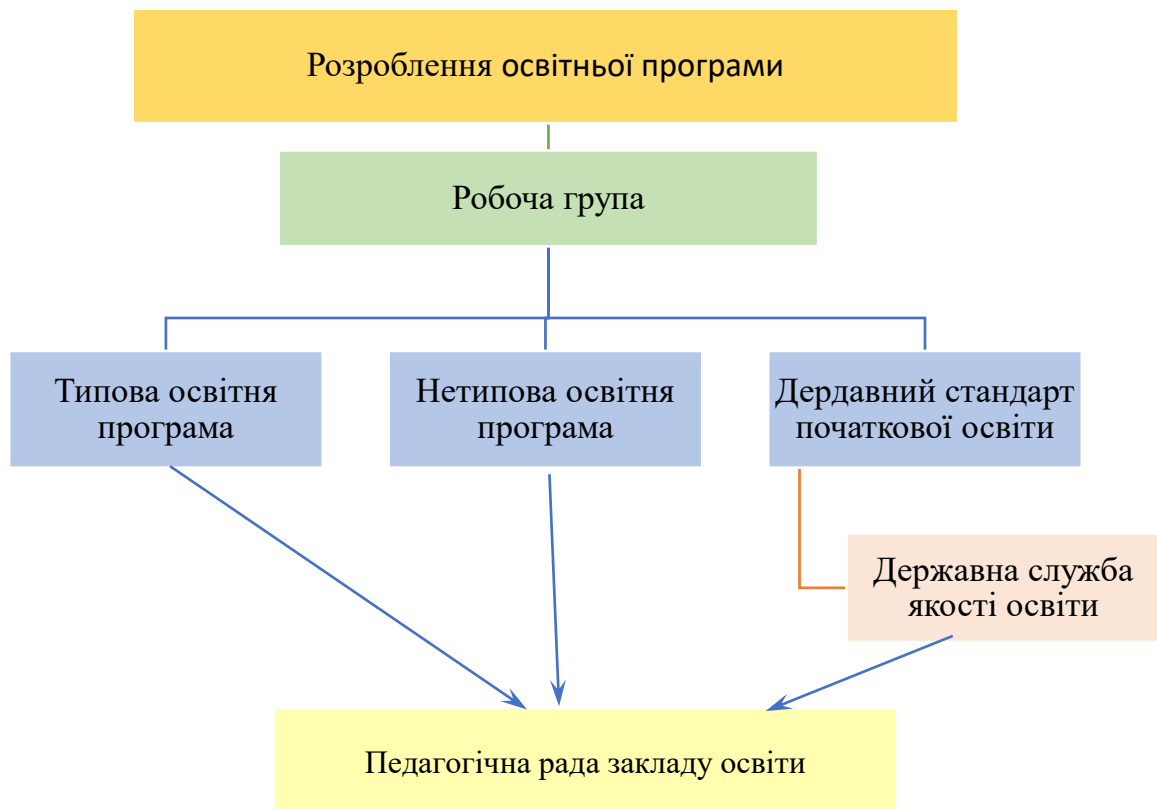 Розроблення освітньої програми
Робоча група
Типова освітня
програма
Нетипова освітня
програма
Дердавний стандарт
початкової освіти
Державна служба
якості освіти
Педагогічна рада закладу освіти